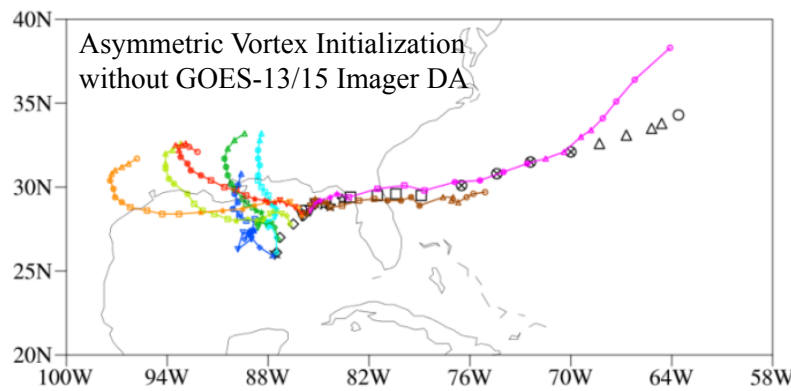 40N
Asymmetric Vortex Initialization
without GOES-13/15 Imager DA
35N
30N
25N
20N
100W 94W 88W 82W 76W 70W 64W 58W